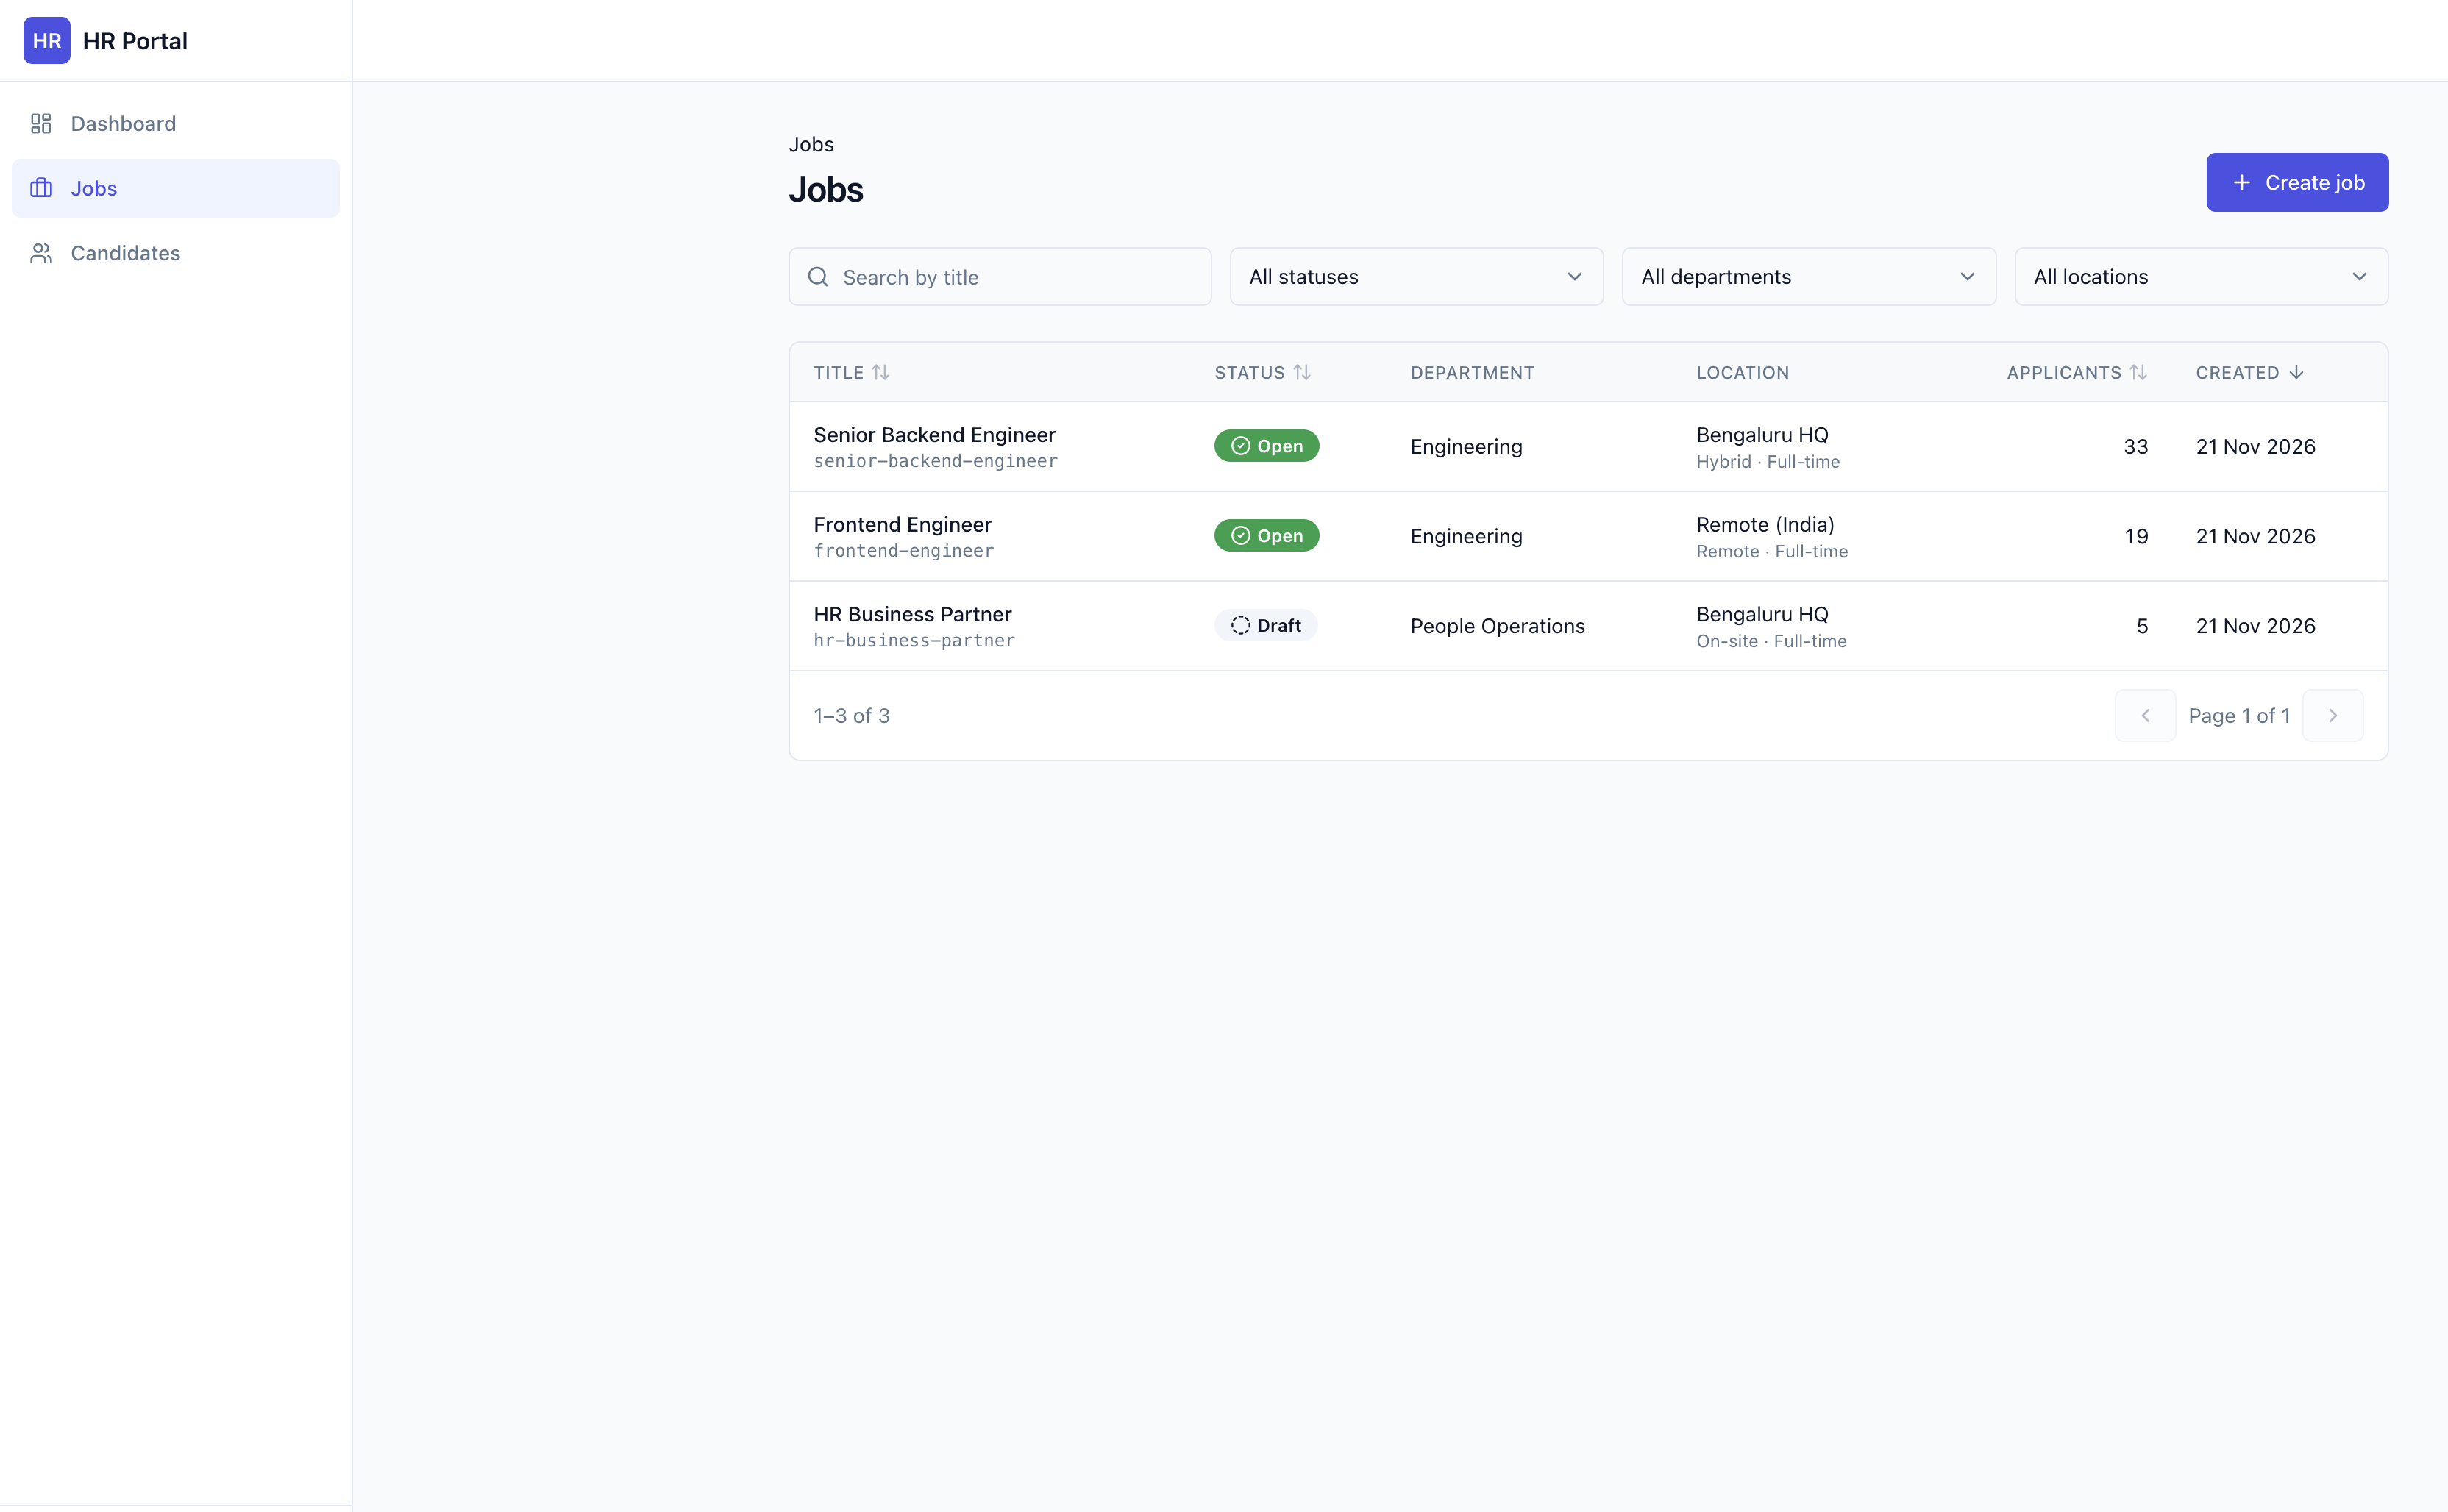 HR HR Portal
Dashboard
Jobs
Candidates
Jobs
Jobs
Create job
Search by title All statuses All departments All locations
TITLE STATUS DEPARTMENT LOCATION APPLICANTS CREATED
Senior Backend Engineer Open Engineering Bengaluru HQ 33 21 Nov 2026
senior-backend-engineer Hybrid · Full-time
Frontend Engineer Open Engineering Remote (India) 19 21 Nov 2026
frontend-engineer Remote · Full-time
HR Business Partner Draft People Operations Bengaluru HQ 5 21 Nov 2026
hr-business-partner On-site · Full-time
1–3 of 3 Page 1 of 1